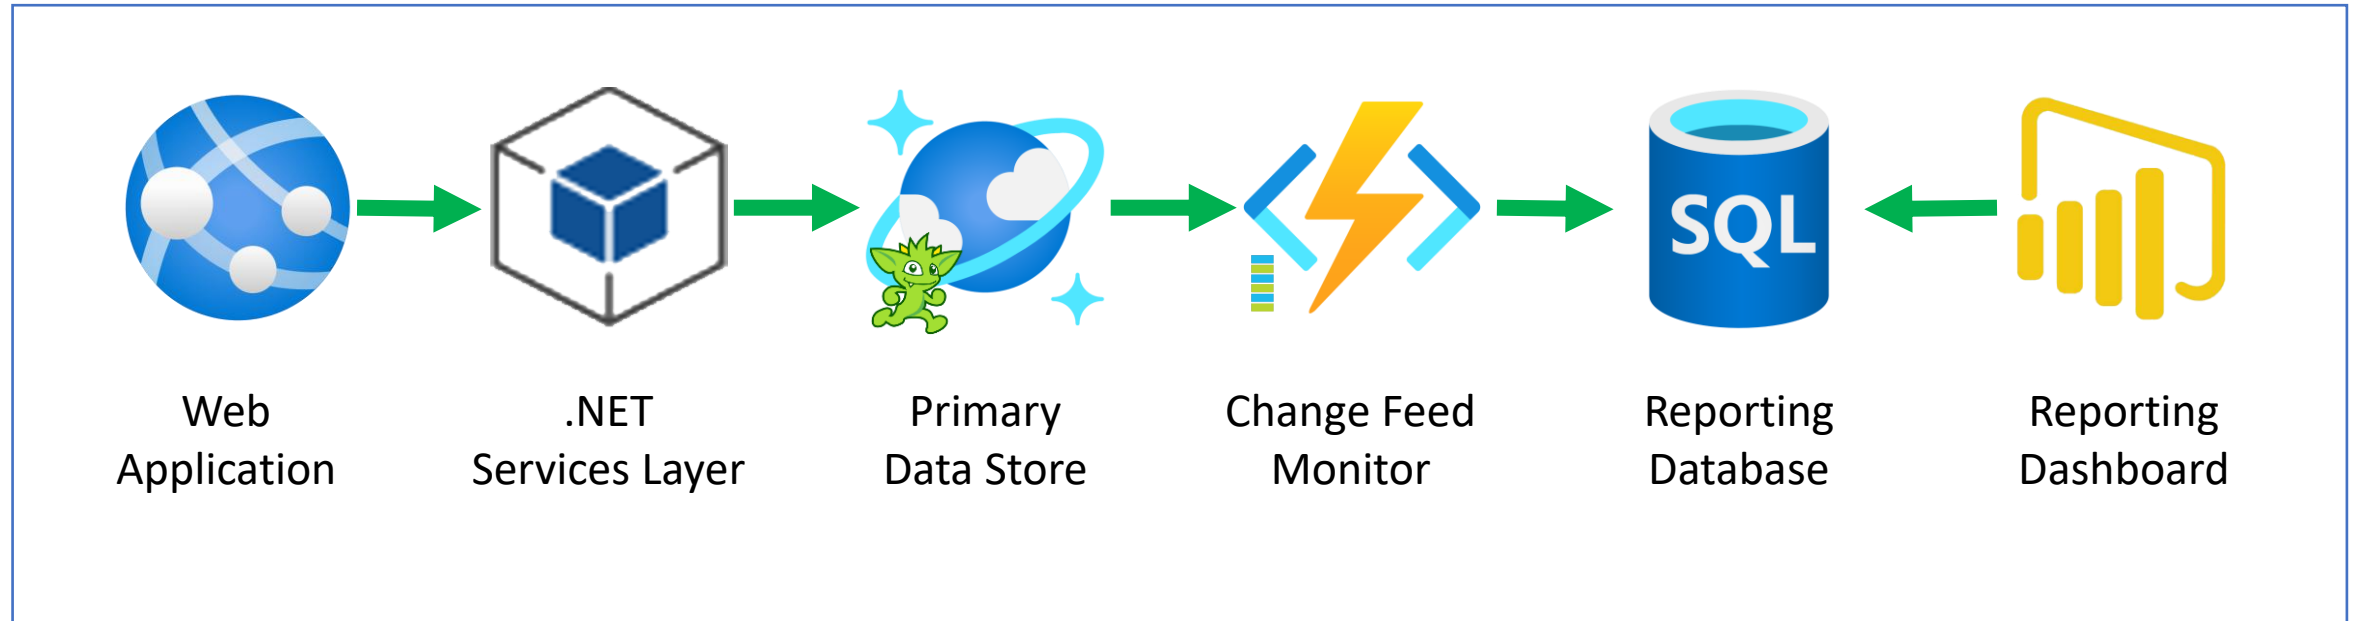 SQL
Web
Application
.NET
Services Layer
Primary
Data Store
Change Feed
Monitor
Reporting
Database
Reporting
Dashboard